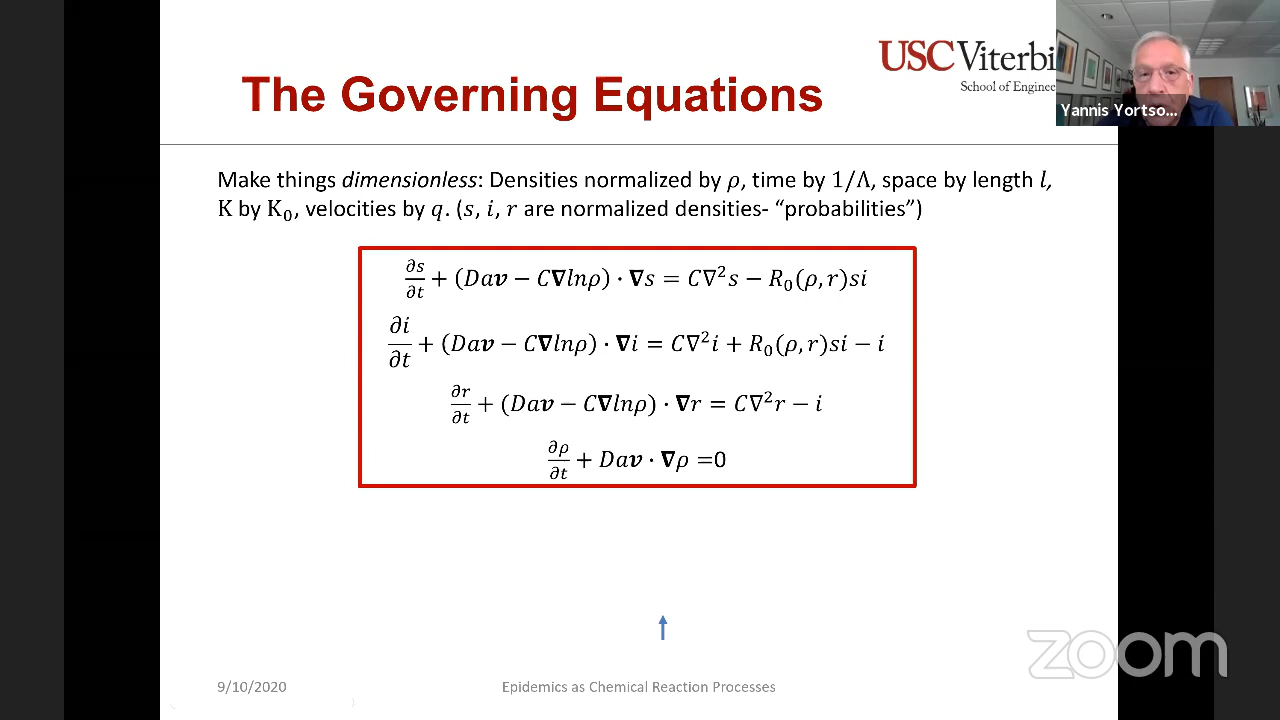 USC Viterbi
School of Enginee
Yannis Yortso...
The Governing Equations
Make things dimensionless: Densities normalized by ρ, time by 1/Λ, space by length l,
K by K₀, velocities by q. (s, i, r are normalized densities- “probabilities”)
∂s/∂t + (Da𝒗 − C∇lnρ) · ∇s = C∇²s − R₀(ρ, r)si
∂i/∂t + (Da𝒗 − C∇lnρ) · ∇i = C∇²i + R₀(ρ, r)si − i
∂r/∂t + (Da𝒗 − C∇lnρ) · ∇r = C∇²r − i
∂ρ/∂t + Da𝒗 · ∇ρ =0
zoom
9/10/2020
Epidemics as Chemical Reaction Processes